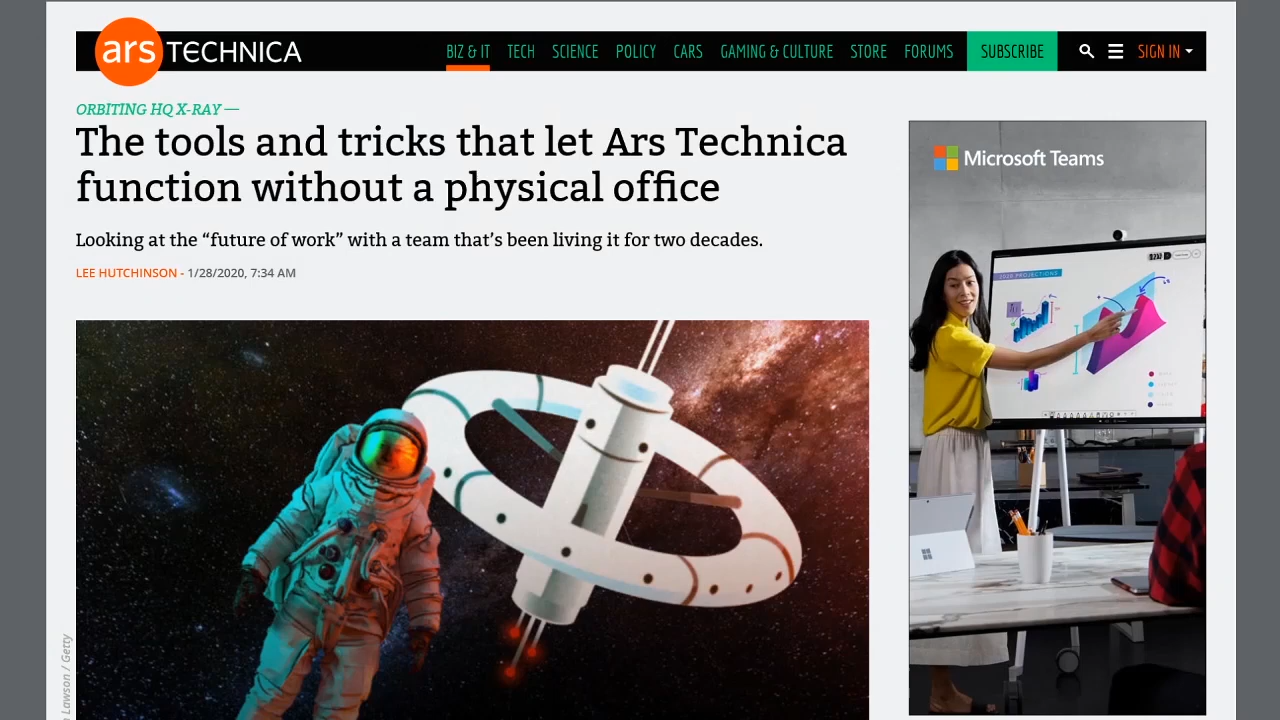 ars TECHNICA
BIZ & IT TECH SCIENCE POLICY CARS GAMING & CULTURE STORE FORUMS SUBSCRIBE SIGN IN
ORBITING HQ X-RAY —
The tools and tricks that let Ars Technica
function without a physical office
Looking at the “future of work” with a team that’s been living it for two decades.
LEE HUTCHINSON - 1/28/2020, 7:34 AM
Microsoft Teams
2020 PROJECTIONS
Lawson / Getty